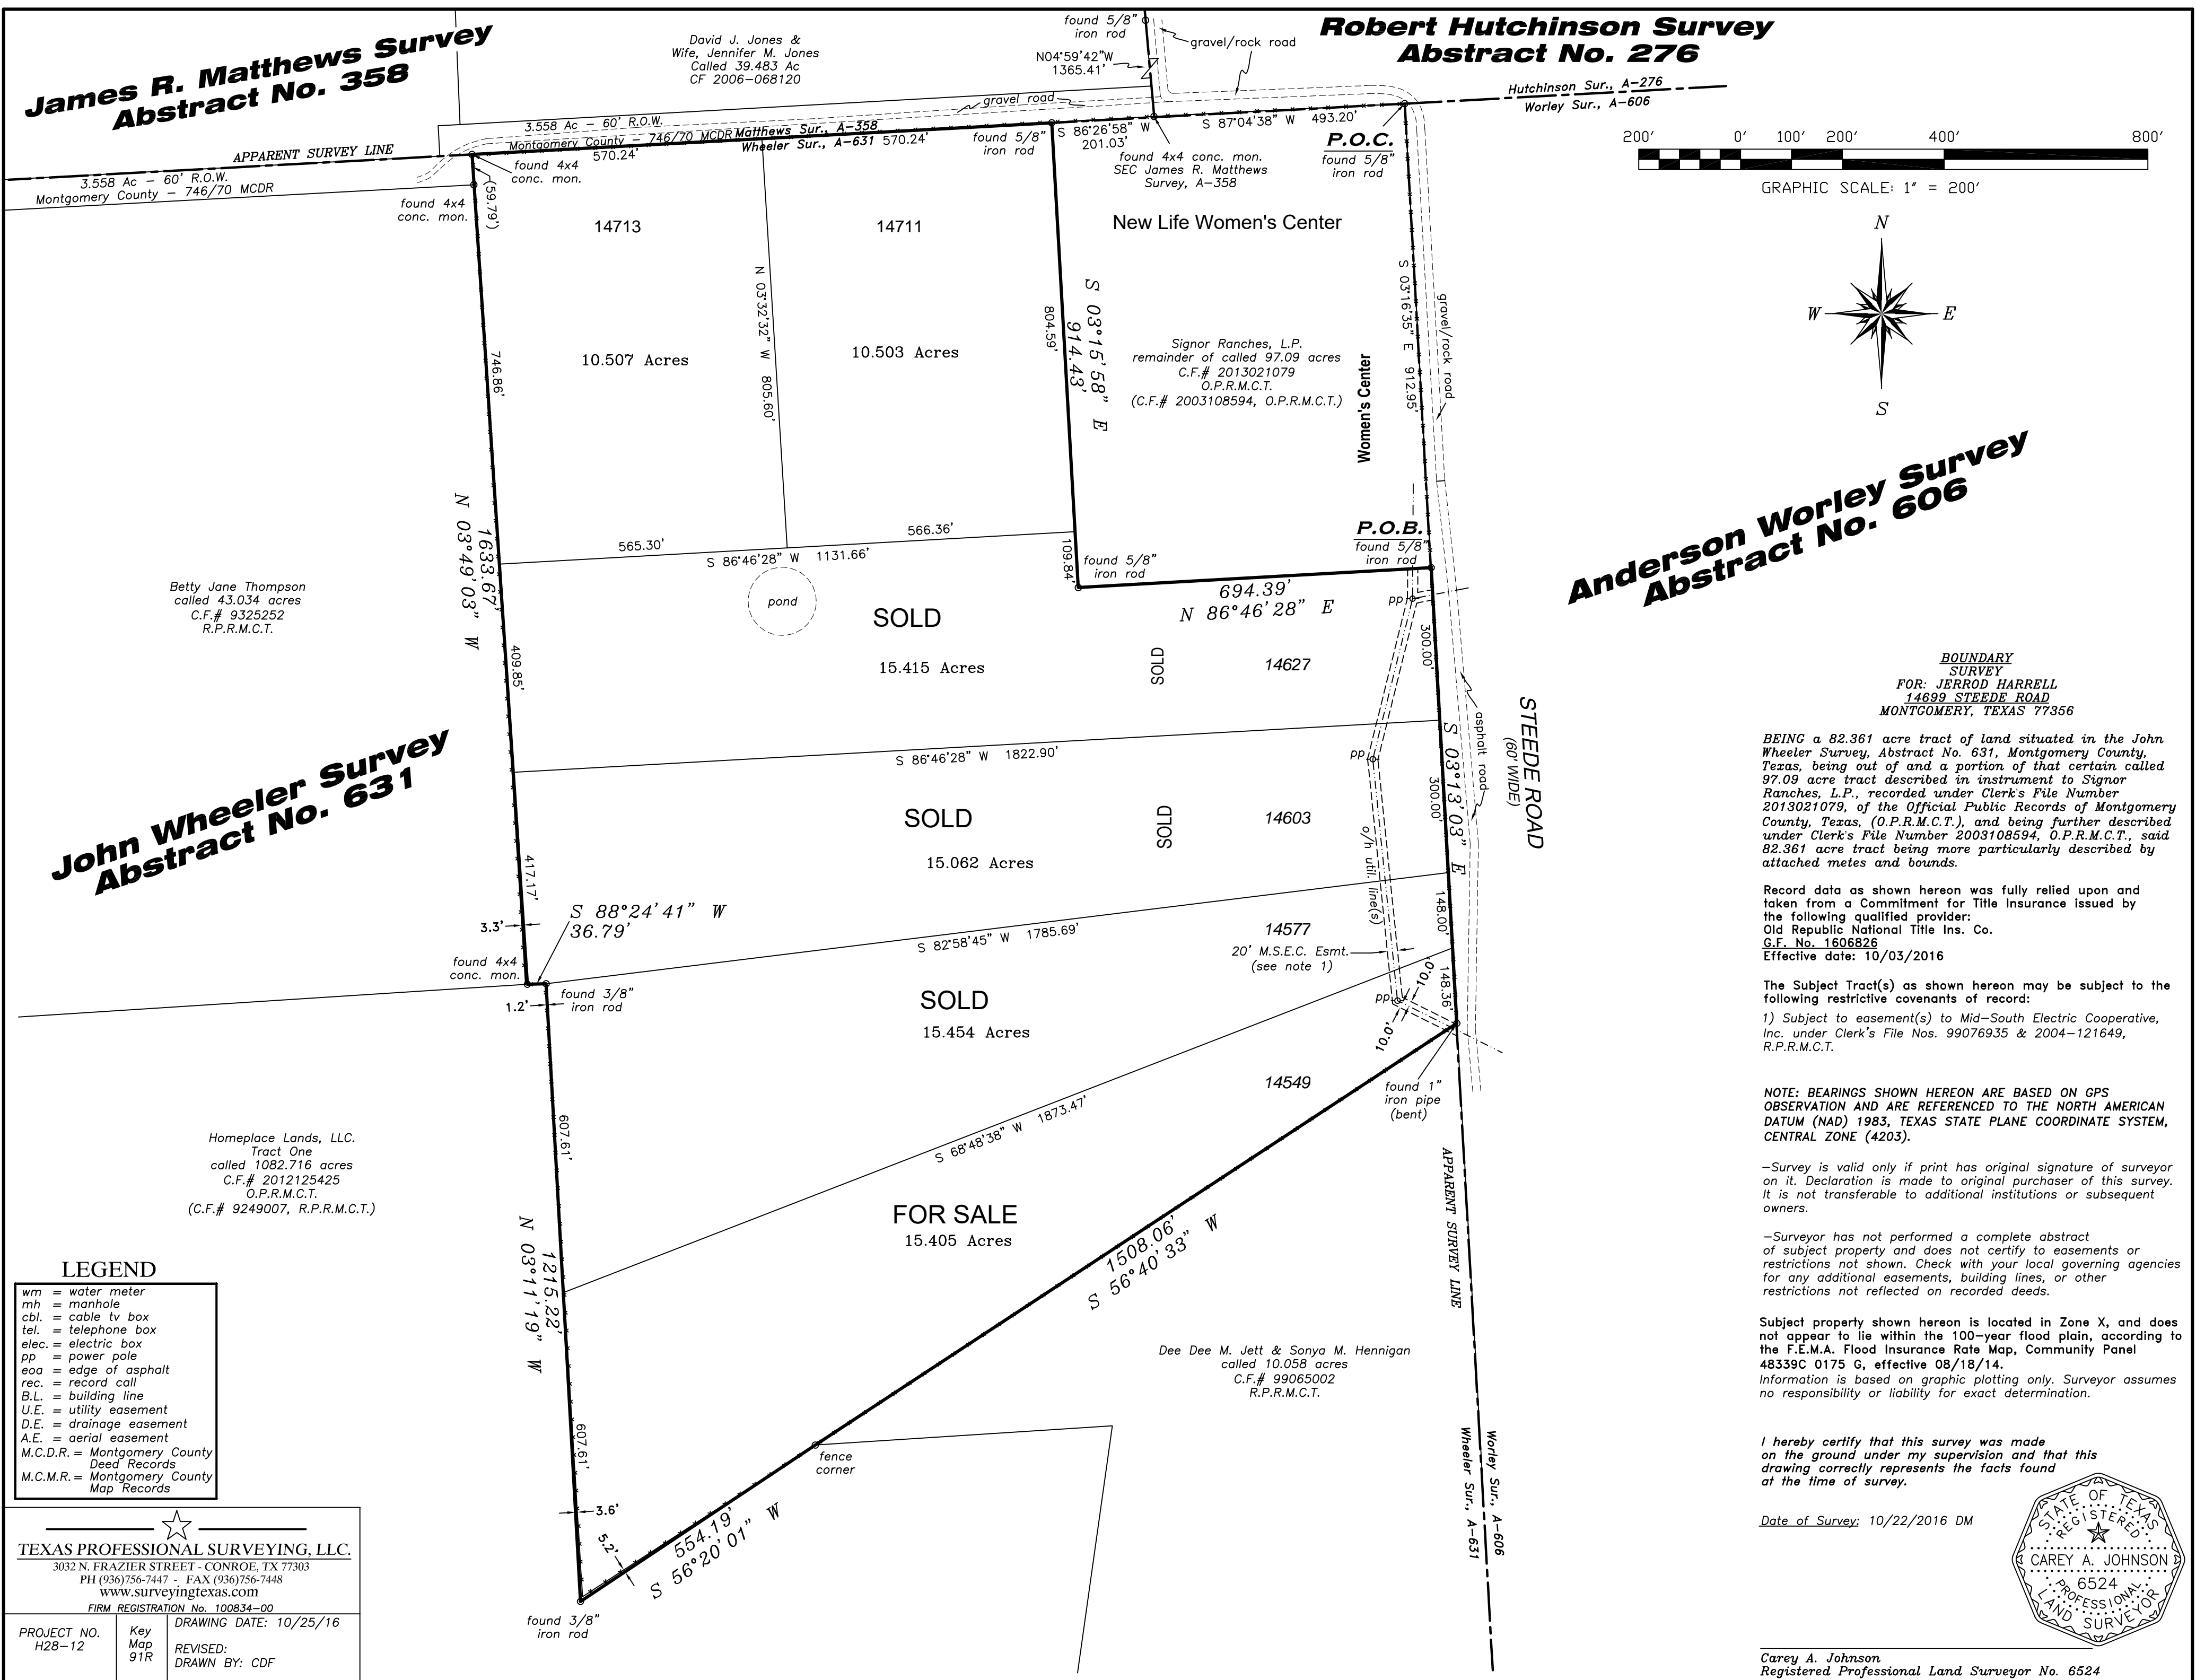 James R. Matthews Survey
Abstract No. 358
David J. Jones &
Wife, Jennifer M. Jones
Called 39.483 Ac
CF 2006-068120
found 5/8"
iron rod
gravel/rock road
N04°59'42"W
1365.41'
Robert Hutchinson Survey
Abstract No. 276
Hutchinson Sur., A-276
Worley Sur., A-606
gravel road
3.558 Ac - 60' R.O.W.
Montgomery County - 746/70 MCDR
Matthews Sur., A-358
Wheeler Sur., A-631
570.24'
570.24'
APPARENT SURVEY LINE
3.558 Ac - 60' R.O.W.
Montgomery County - 746/70 MCDR
found 4x4
conc. mon.
found 4x4
conc. mon.
(59.79')
found 5/8"
iron rod
S 86°26'58" W
201.03'
S 87°04'38" W 493.20'
found 4x4 conc. mon.
SEC James R. Matthews
Survey, A-358
P.O.C.
found 5/8"
iron rod
200' 0' 100' 200' 400' 800'
GRAPHIC SCALE: 1" = 200'
N
W E
S
14713
14711
New Life Women's Center
10.507 Acres
10.503 Acres
N 03°32'32" W 805.60'
804.59'
S 03°15'58" E
914.43'
Signor Ranches, L.P.
remainder of called 97.09 acres
C.F.# 2013021079
O.P.R.M.C.T.
(C.F.# 2003108594, O.P.R.M.C.T.)
Women's Center
S 03°16'35" E 912.95'
gravel/rock road
746.86'
N 03°49'03" W
1633.67'
565.30'
566.36'
S 86°46'28" W 1131.66'
109.84'
found 5/8"
iron rod
P.O.B.
found 5/8"
iron rod
694.39'
N 86°46'28" E
Anderson Worley Survey
Abstract No. 606
Betty Jane Thompson
called 43.034 acres
C.F.# 9325252
R.P.R.M.C.T.
pond
SOLD
15.415 Acres
SOLD
14627
pp
300.00'
409.85'
S 86°46'28" W 1822.90'
pp
asphalt road
S 03°13'03" E
STEEDE ROAD
(60' WIDE)
John Wheeler Survey
Abstract No. 631
SOLD
15.062 Acres
SOLD
14603
300.00'
o/h util. line(s)
417.17'
3.3'
S 88°24'41" W
36.79'
found 4x4
conc. mon.
1.2'
found 3/8"
iron rod
S 82°58'45" W 1785.69'
14577
20' M.S.E.C. Esmt.
(see note 1)
148.00'
SOLD
15.454 Acres
pp
10.0'
10.0'
148.36'
14549
found 1"
iron pipe
(bent)
S 68°48'38" W 1873.47'
607.61'
Homeplace Lands, LLC.
Tract One
called 1082.716 acres
C.F.# 2012125425
O.P.R.M.C.T.
(C.F.# 9249007, R.P.R.M.C.T.)
N 03°11'19" W
1215.22'
FOR SALE
15.405 Acres
1508.06'
S 56°40'33" W
APPARENT SURVEY LINE
Dee Dee M. Jett & Sonya M. Hennigan
called 10.058 acres
C.F.# 99065002
R.P.R.M.C.T.
607.61'
fence
corner
Worley Sur., A-606
Wheeler Sur., A-631
3.6'
5.2'
554.19'
S 56°20'01" W
found 3/8"
iron rod
LEGEND
wm = water meter
mh = manhole
cbl. = cable tv box
tel. = telephone box
elec. = electric box
pp = power pole
eoa = edge of asphalt
rec. = record call
B.L. = building line
U.E. = utility easement
D.E. = drainage easement
A.E. = aerial easement
M.C.D.R. = Montgomery County
Deed Records
M.C.M.R. = Montgomery County
Map Records
TEXAS PROFESSIONAL SURVEYING, LLC.
3032 N. FRAZIER STREET - CONROE, TX 77303
PH (936)756-7447 - FAX (936)756-7448
www.surveyingtexas.com
FIRM REGISTRATION No. 100834-00
PROJECT NO.
H28-12
Key
Map
91R
DRAWING DATE: 10/25/16
REVISED:
DRAWN BY: CDF
BOUNDARY
SURVEY
FOR: JERROD HARRELL
14699 STEEDE ROAD
MONTGOMERY, TEXAS 77356
BEING a 82.361 acre tract of land situated in the John
Wheeler Survey, Abstract No. 631, Montgomery County,
Texas, being out of and a portion of that certain called
97.09 acre tract described in instrument to Signor
Ranches, L.P., recorded under Clerk's File Number
2013021079, of the Official Public Records of Montgomery
County, Texas, (O.P.R.M.C.T.), and being further described
under Clerk's File Number 2003108594, O.P.R.M.C.T., said
82.361 acre tract being more particularly described by
attached metes and bounds.
Record data as shown hereon was fully relied upon and
taken from a Commitment for Title Insurance issued by
the following qualified provider:
Old Republic National Title Ins. Co.
G.F. No. 1606826
Effective date: 10/03/2016
The Subject Tract(s) as shown hereon may be subject to the
following restrictive covenants of record:
1) Subject to easement(s) to Mid-South Electric Cooperative,
Inc. under Clerk's File Nos. 99076935 & 2004-121649,
R.P.R.M.C.T.
NOTE: BEARINGS SHOWN HEREON ARE BASED ON GPS
OBSERVATION AND ARE REFERENCED TO THE NORTH AMERICAN
DATUM (NAD) 1983, TEXAS STATE PLANE COORDINATE SYSTEM,
CENTRAL ZONE (4203).
-Survey is valid only if print has original signature of surveyor
on it. Declaration is made to original purchaser of this survey.
It is not transferable to additional institutions or subsequent
owners.
-Surveyor has not performed a complete abstract
of subject property and does not certify to easements or
restrictions not shown. Check with your local governing agencies
for any additional easements, building lines, or other
restrictions not reflected on recorded deeds.
Subject property shown hereon is located in Zone X, and does
not appear to lie within the 100-year flood plain, according to
the F.E.M.A. Flood Insurance Rate Map, Community Panel
48339C 0175 G, effective 08/18/14.
Information is based on graphic plotting only. Surveyor assumes
no responsibility or liability for exact determination.
I hereby certify that this survey was made
on the ground under my supervision and that this
drawing correctly represents the facts found
at the time of survey.
Date of Survey: 10/22/2016 DM
STATE OF TEXAS
REGISTERED
CAREY A. JOHNSON
6524
PROFESSIONAL
LAND SURVEYOR
Carey A. Johnson
Registered Professional Land Surveyor No. 6524